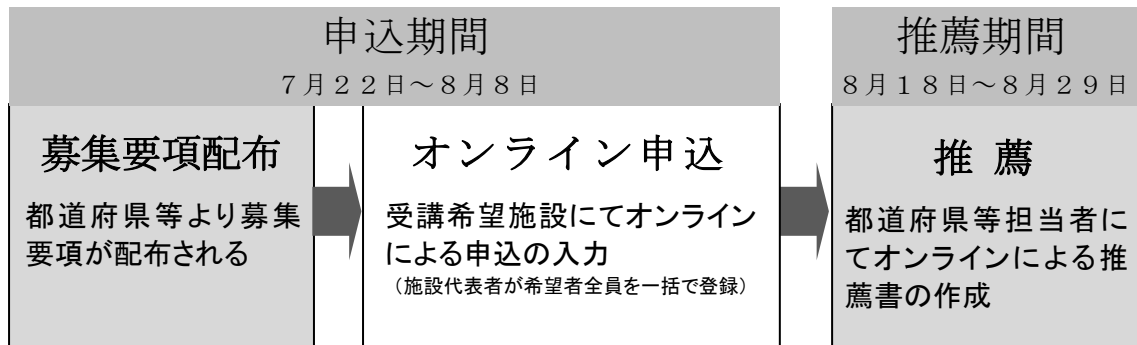 申込期間
7月22日～8月8日
推薦期間
8月18日～8月29日
募集要項配布
都道府県等より募集
要項が配布される
オンライン申込
受講希望施設にてオンライン
による申込の入力
（施設代表者が希望者全員を一括で登録）
推 薦
都道府県等担当者に
てオンラインによる推
薦書の作成